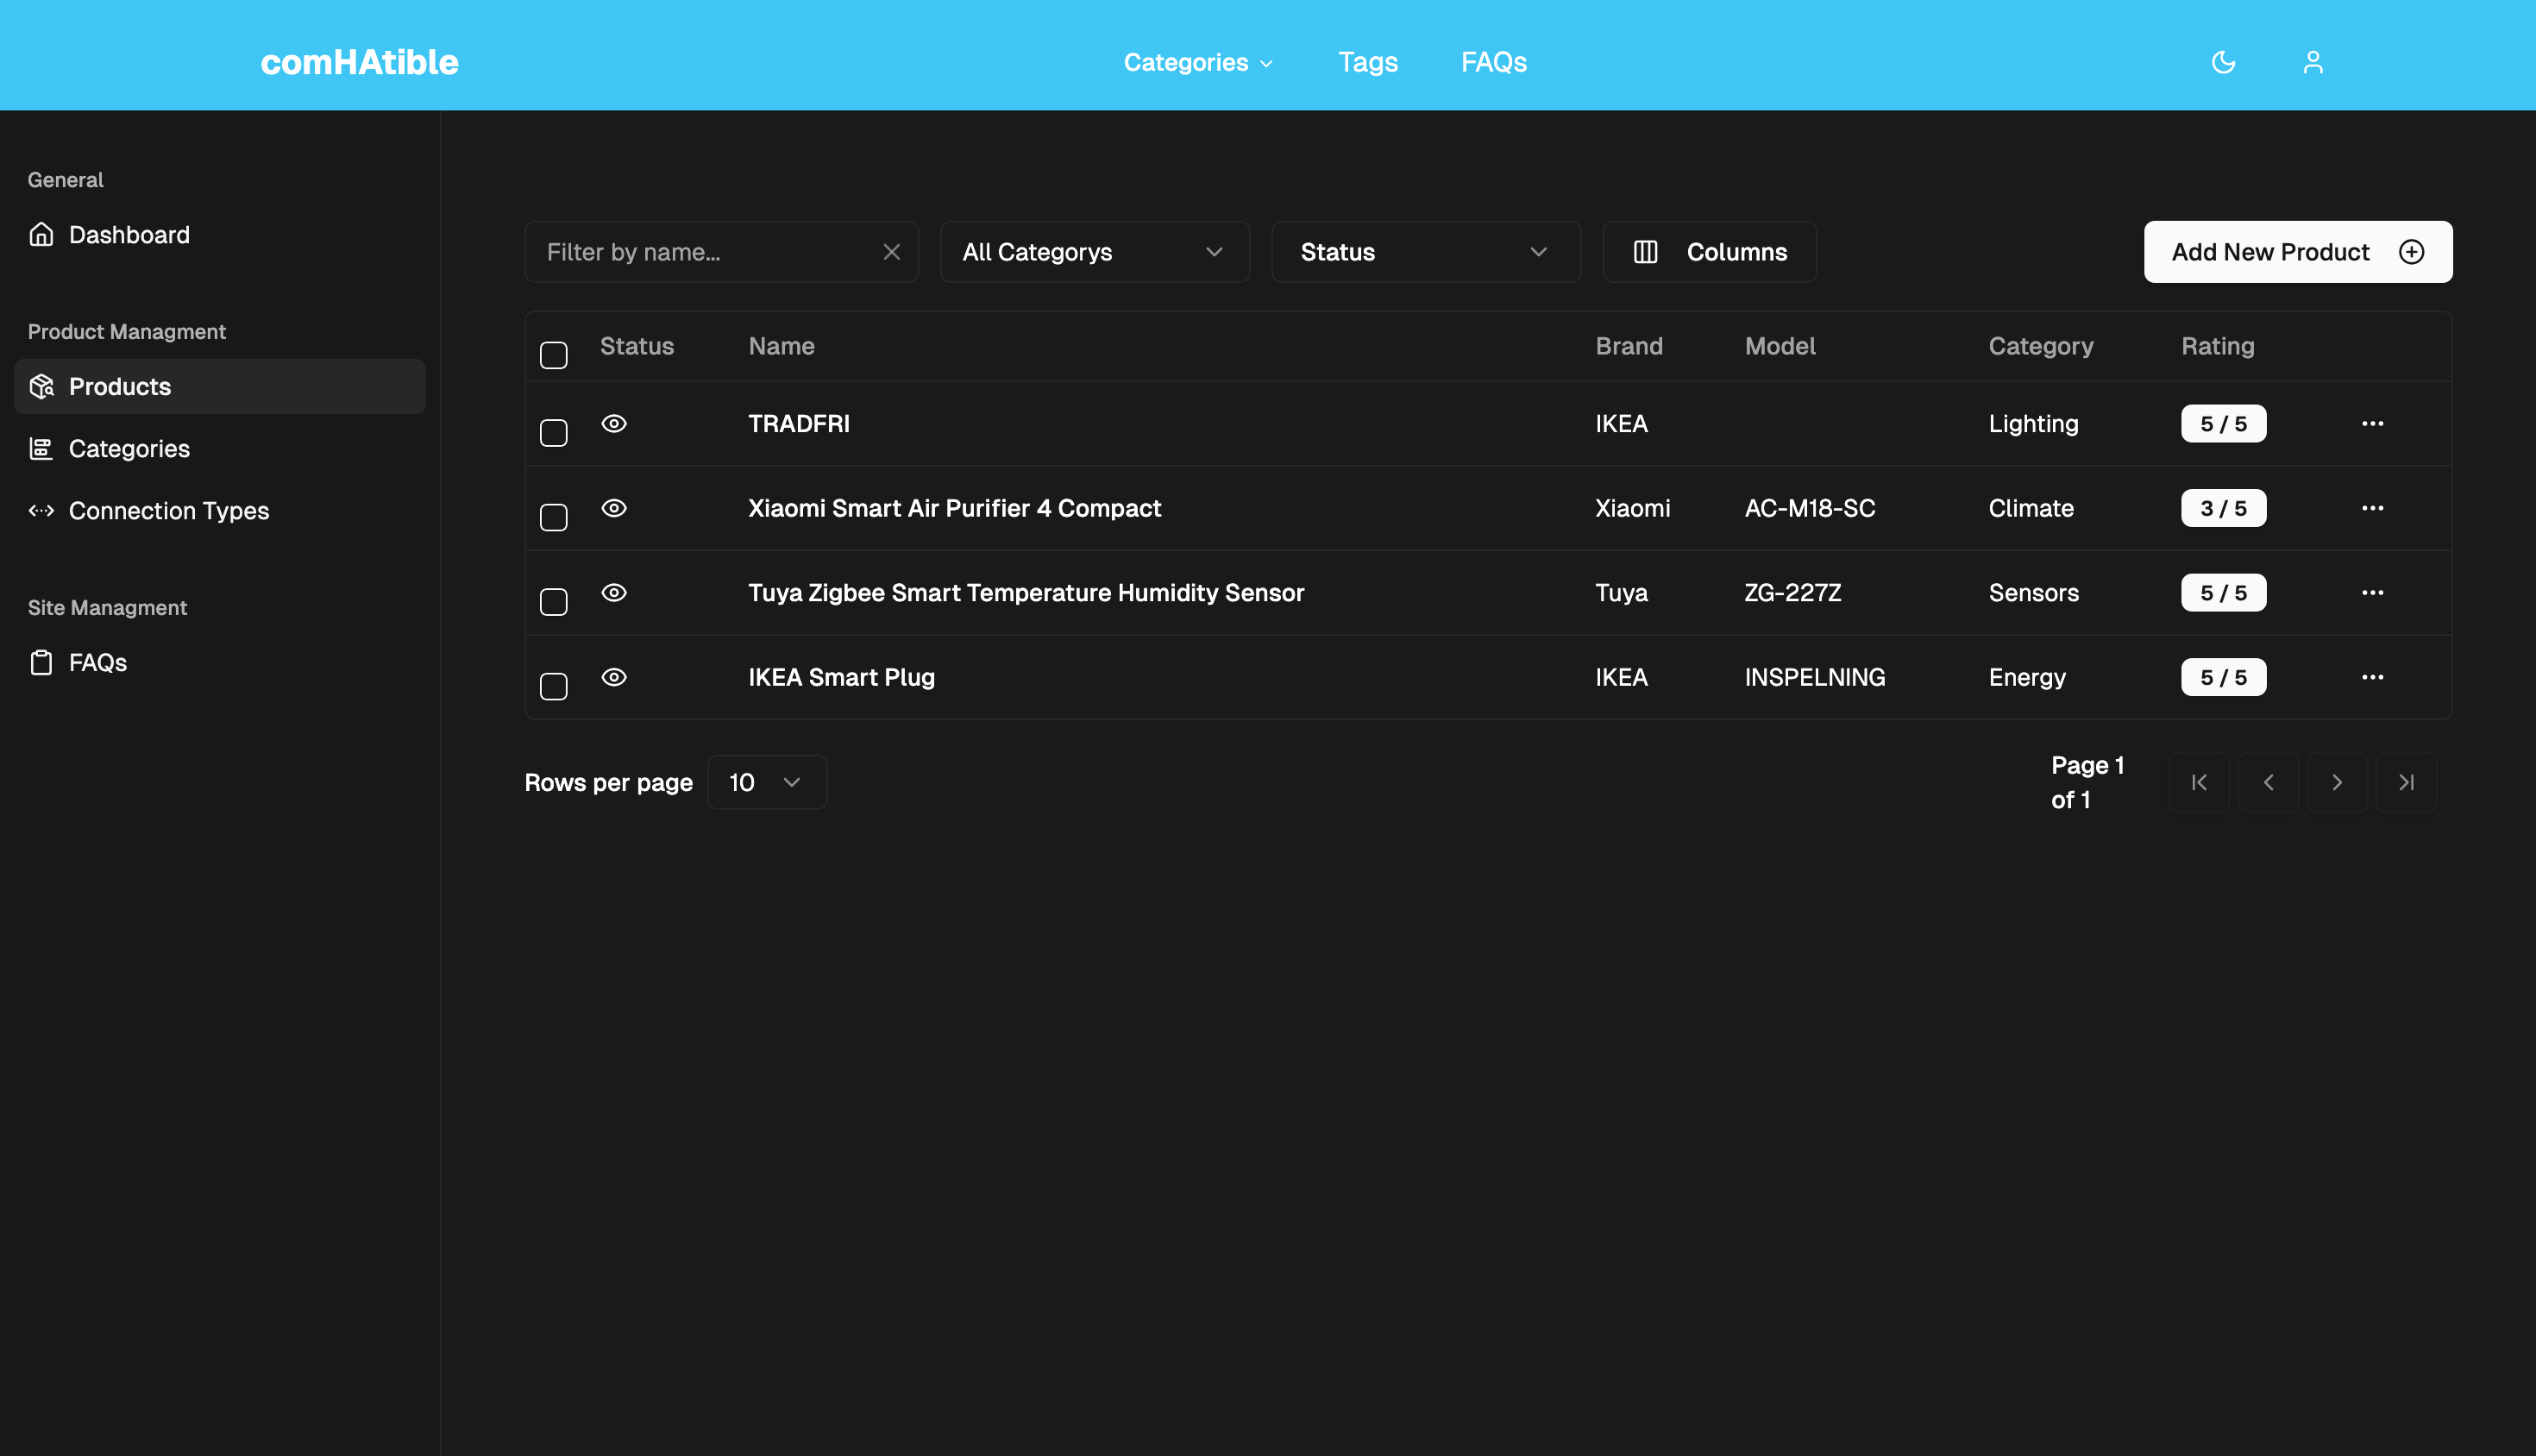 comHAtible
Categories
Tags
FAQs
General
Dashboard
Product Managment
Products
Categories
Connection Types
Site Managment
FAQs
Filter by name...
All Categorys
Status
Columns
Add New Product
Status Name Brand Model Category Rating
TRADFRI IKEA Lighting 5 / 5
Xiaomi Smart Air Purifier 4 Compact Xiaomi AC-M18-SC Climate 3 / 5
Tuya Zigbee Smart Temperature Humidity Sensor Tuya ZG-227Z Sensors 5 / 5
IKEA Smart Plug IKEA INSPELNING Energy 5 / 5
Rows per page 10
Page 1
of 1